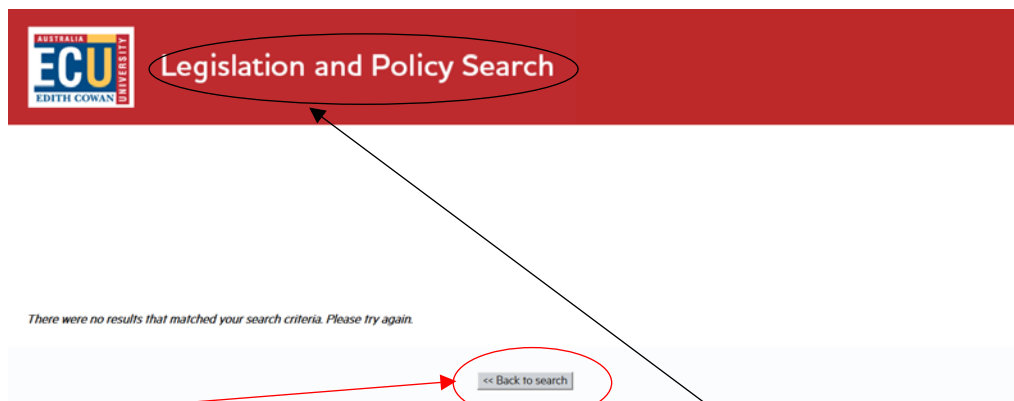 AUSTRALIA
ECU
EDITH COWAN
UNIVERSITY
Legislation and Policy Search
There were no results that matched your search criteria. Please try again.
<< Back to search